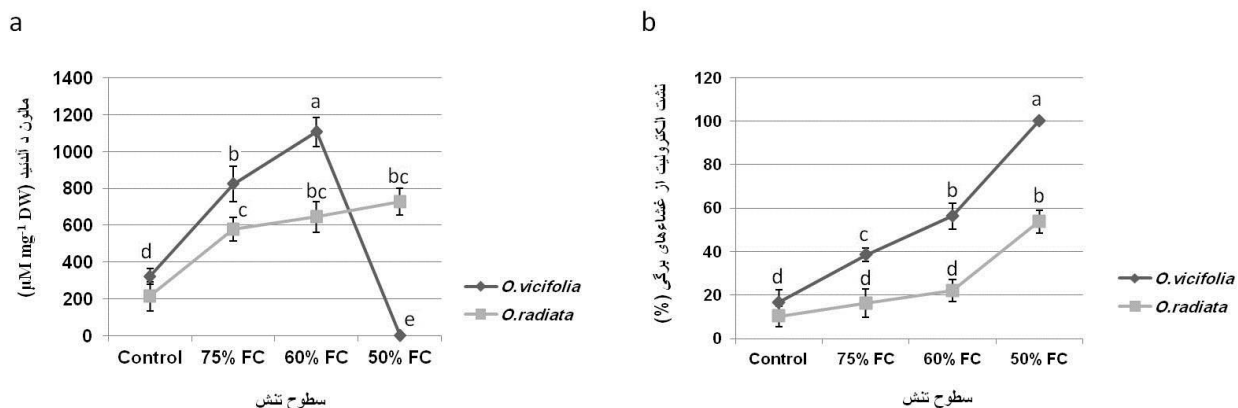 a
مالون د آلدئید (µM mg-1 DW)
1400
1200
1000
800
600
400
200
0
a
b
c
bc
bc
d
e
Control 75% FC 60% FC 50% FC
سطوح تنش
O.vicifolia
O.radiata
b
نشت الکترولیت از غشاءهای برگی (%)
120
100
80
60
40
20
0
a
b
b
c
d
d
d
Control 75% FC 60% FC 50% FC
سطوح تنش
O.vicifolia
O.radiata